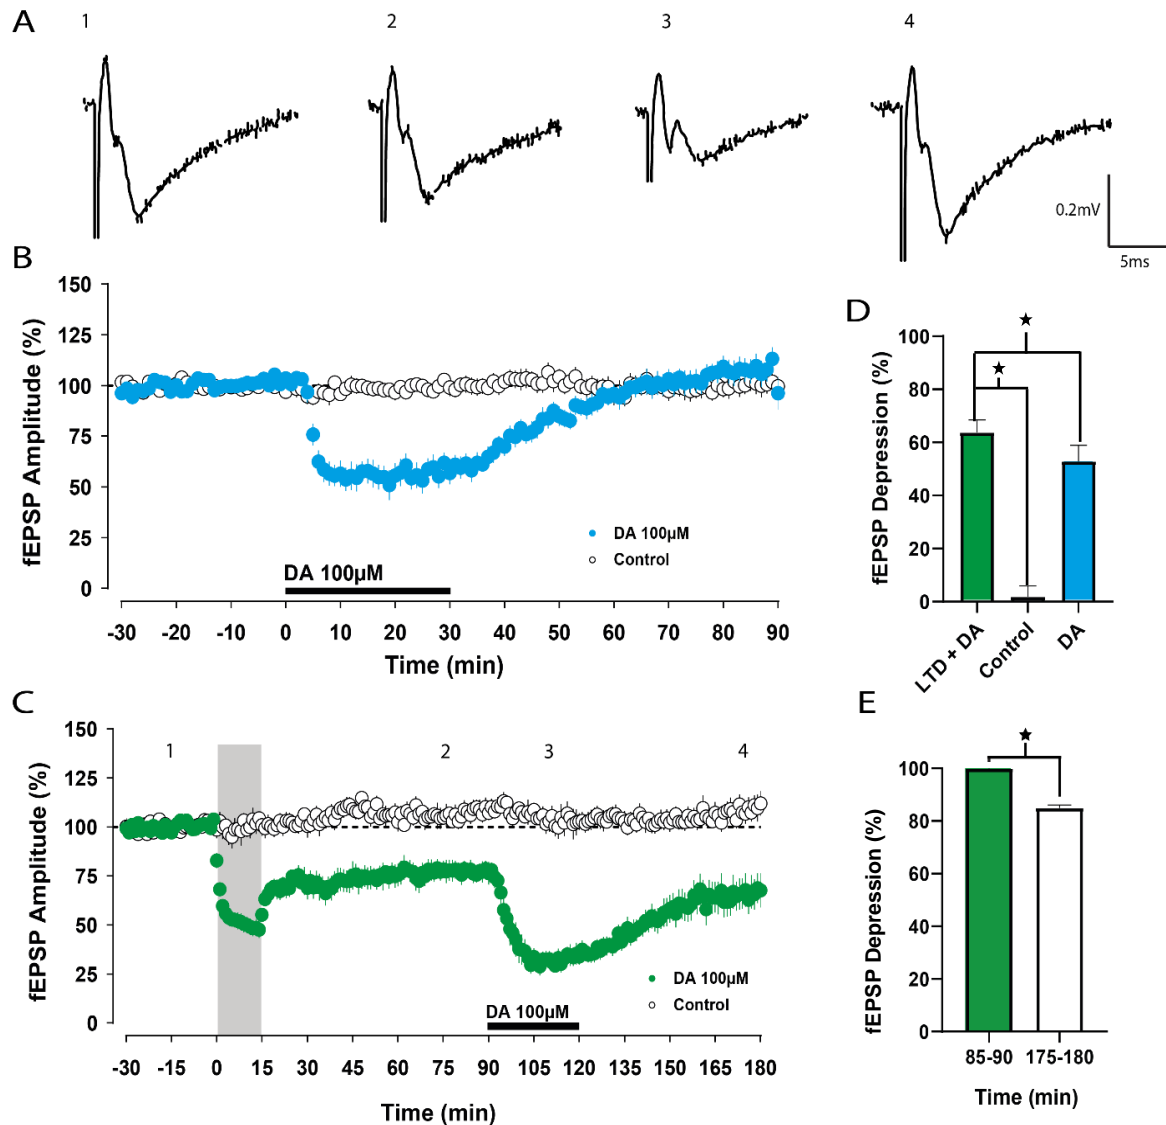 A
1
2
3
4
0.2mV
5ms
B
fEPSP Amplitude (%)
150
125
100
75
50
25
0
DA 100µM
Control
DA 100µM
-30 -20 -10 0 10 20 30 40 50 60 70 80 90
Time (min)
C
fEPSP Amplitude (%)
150
125
100
75
50
25
0
1 2 3 4
DA 100µM
Control
DA 100µM
-30 -15 0 15 30 45 60 75 90 105 120 135 150 165 180
Time (min)
D
fEPSP Depression (%)
100
80
60
40
20
0
LTD + DA
Control
DA
E
fEPSP Depression (%)
100
80
60
40
20
0
85-90 175-180
Time (min)